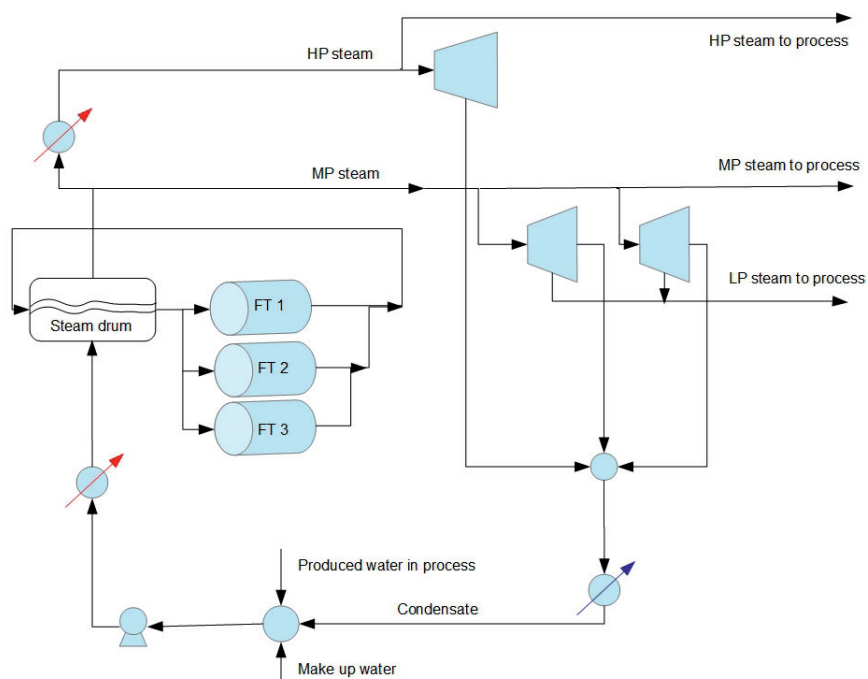 HP steam
HP steam to process
MP steam
MP steam to process
LP steam to process
Steam drum
FT 1
FT 2
FT 3
Produced water in process
Condensate
Make up water